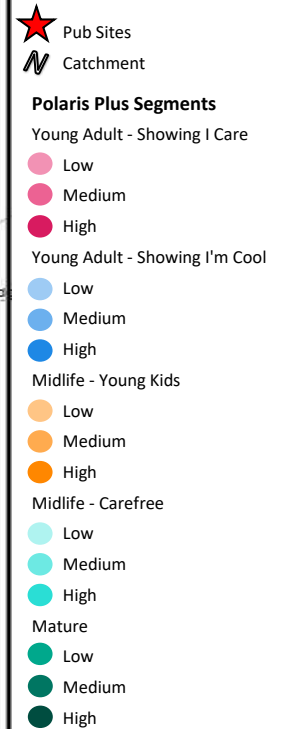 Pub Sites
Catchment
Polaris Plus Segments
Young Adult - Showing I Care
Low
Medium
High
Young Adult - Showing I'm Cool
Low
Medium
High
Midlife - Young Kids
Low
Medium
High
Midlife - Carefree
Low
Medium
High
Mature
Low
Medium
High